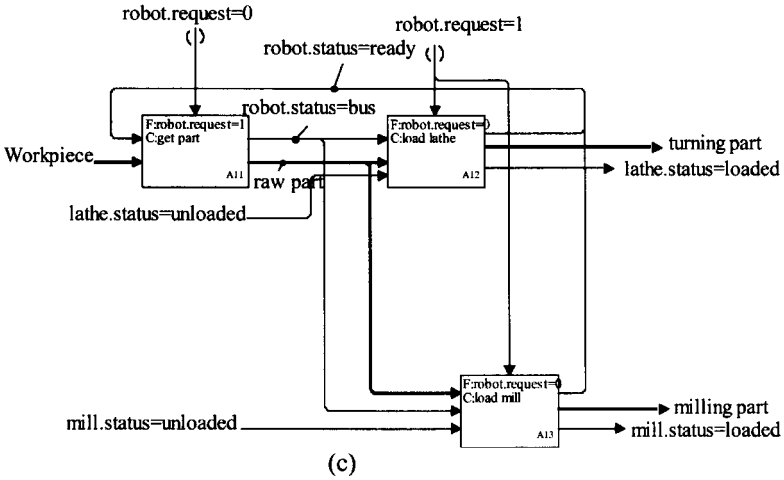 robot.request=0
( )
robot.request=1
( )
robot.status=ready
robot.status=bus
F:robot.request=1
C:get part
A11
F:robot.request=0
C:load lathe
A12
Workpiece
raw part
turning part
lathe.status=loaded
lathe.status=unloaded
F:robot.request=0
C:load mill
A13
milling part
mill.status=unloaded
mill.status=loaded
(c)